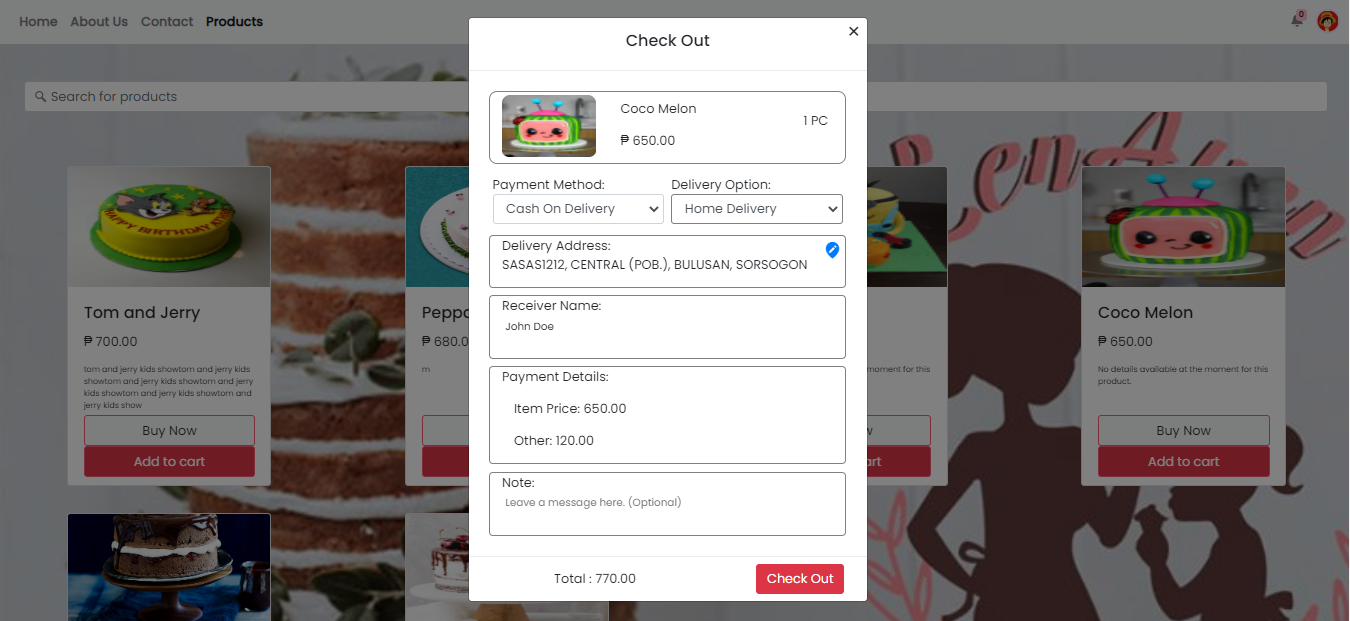 Home About Us Contact Products
0
Search for products
Check Out
×
Coco Melon
1 PC
₱ 650.00
Payment Method: Delivery Option:
Cash On Delivery Home Delivery
Delivery Address:
SASAS1212, CENTRAL (POB.), BULUSAN, SORSOGON
Receiver Name:
John Doe
Payment Details:
Item Price: 650.00
Other: 120.00
Note:
Leave a message here. (Optional)
Total : 770.00
Check Out
HAPPY BIRTHDAY
Tom and Jerry
₱ 700.00
tom and jerry kids showtom and jerry kids
showtom and jerry kids showtom and jerry
kids showtom and jerry kids showtom and
jerry kids show
Buy Now
Add to cart
₱ 680.0
m
moment for this
Coco Melon
₱ 650.00
No details available at the moment for this
product.
Buy Now
Add to cart